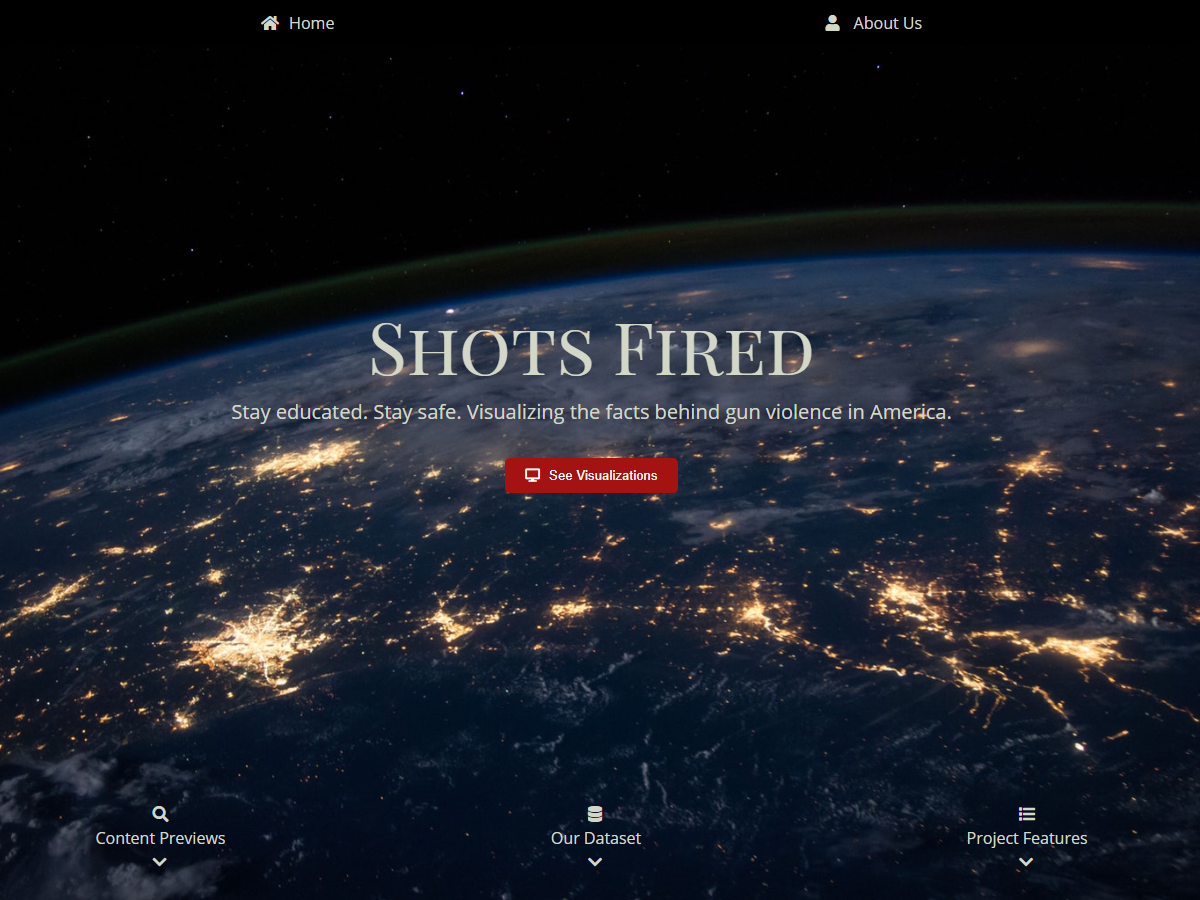 Home
About Us
Shots Fired
Stay educated. Stay safe. Visualizing the facts behind gun violence in America.
See Visualizations
Content Previews
Our Dataset
Project Features